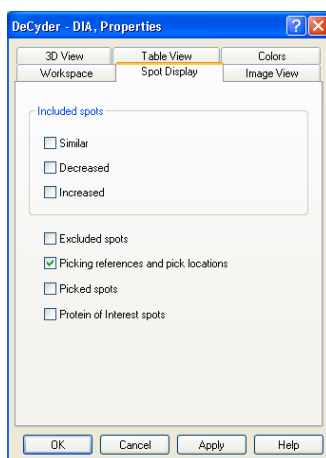 DeCyder - DIA, Properties
3D View Table View Colors
Workspace Spot Display Image View
Included spots
Similar
Decreased
Increased
Excluded spots
Picking references and pick locations
Picked spots
Protein of Interest spots
OK Cancel Apply Help